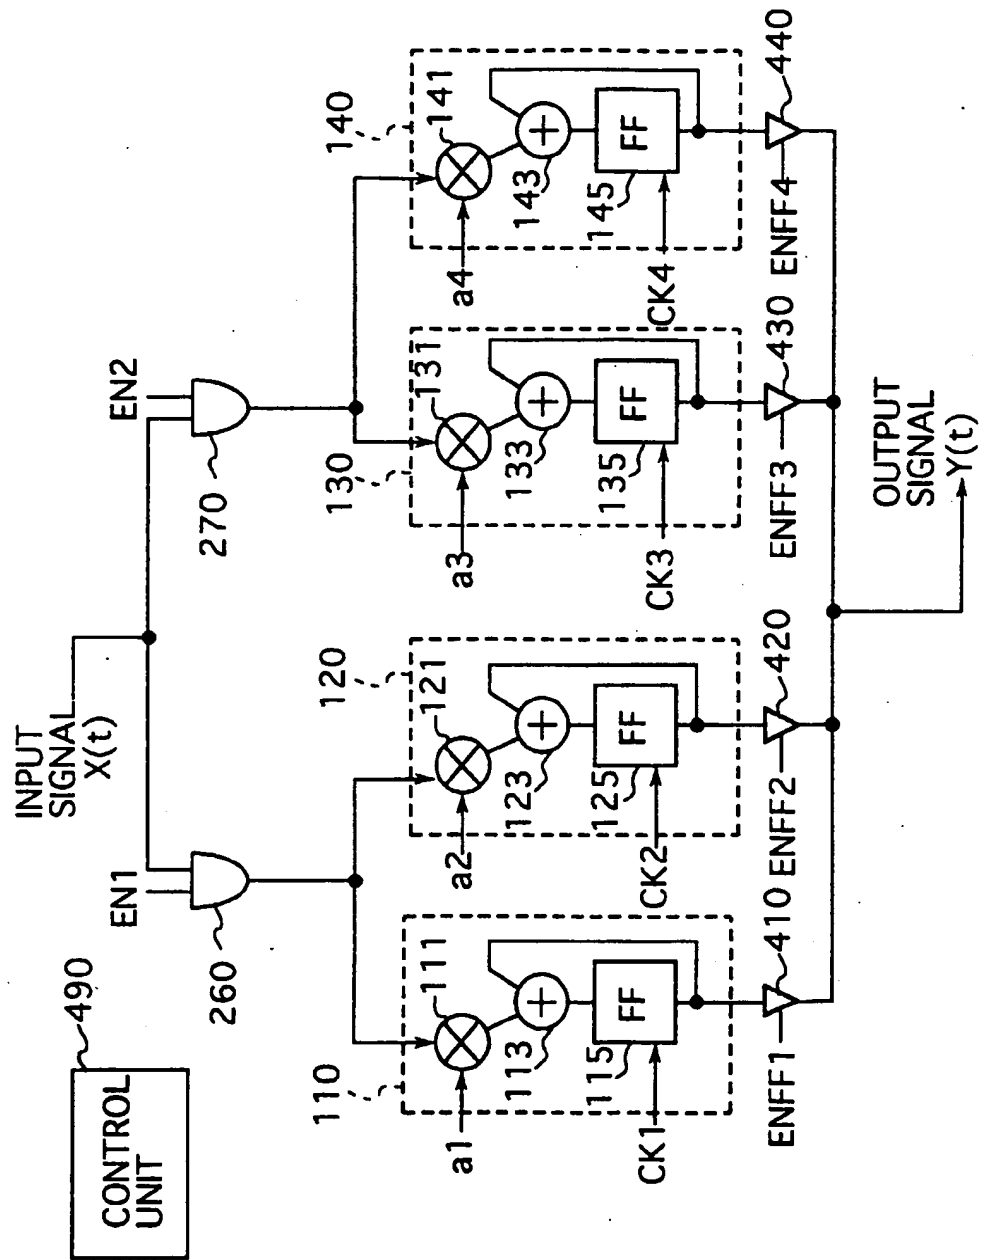 490
CONTROL
UNIT
INPUT
SIGNAL
X(t)
EN1
260
EN2
270
110
111
a1
113
115
FF
CK1
120
121
a2
123
125
FF
CK2
130
131
a3
133
135
FF
CK3
140
141
a4
143
145
FF
CK4
410
ENFF1
420
ENFF2
430
ENFF3
440
ENFF4
OUTPUT
SIGNAL
Y(t)